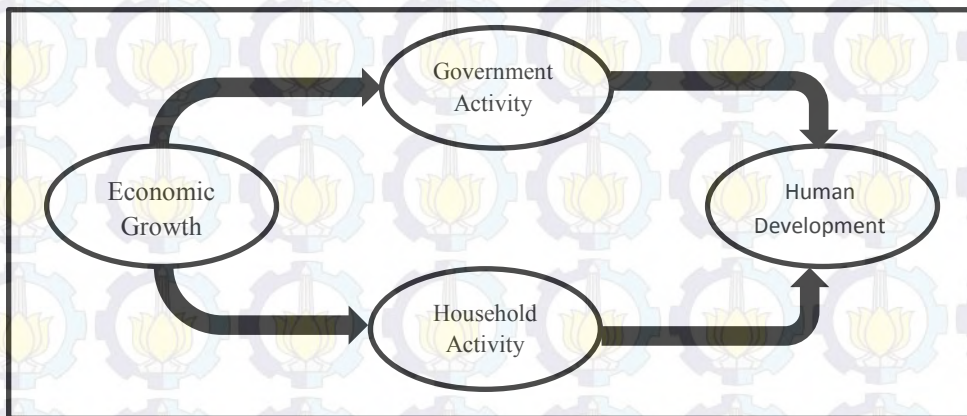 Government
Activity
Economic
Growth
Human
Development
Household
Activity